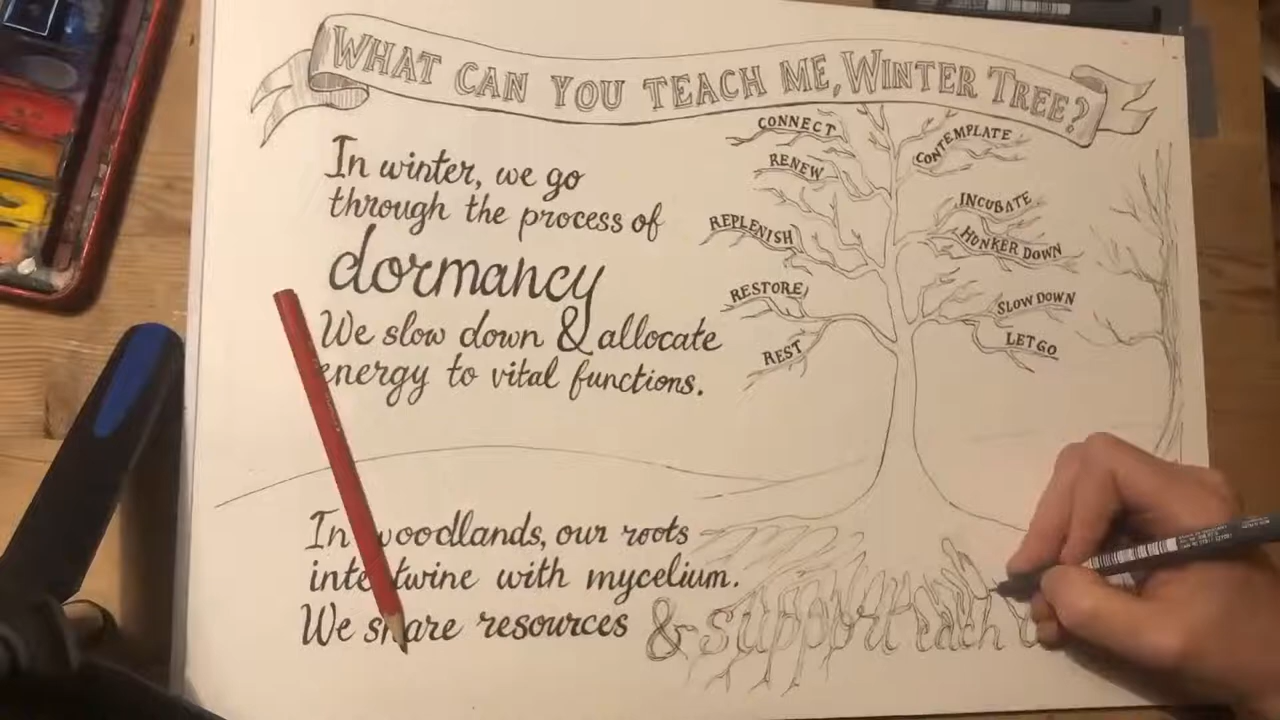 WHAT CAN YOU TEACH ME, WINTER TREE?
In winter, we go
through the process of
dormancy
We slow down & allocate
energy to vital functions.
CONNECT
RENEW
REPLENISH
RESTORE
REST
CONTEMPLATE
INCUBATE
HUNKER DOWN
SLOW DOWN
LET GO
In woodlands, our roots
intertwine with mycelium.
We share resources & support each